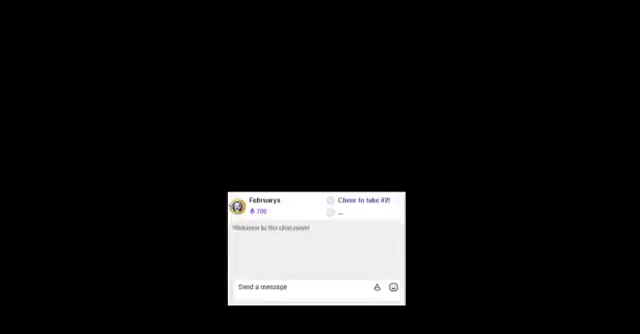 Februarys
700
Cheer to take #2!
...
Welcome to the chat room!
Send a message